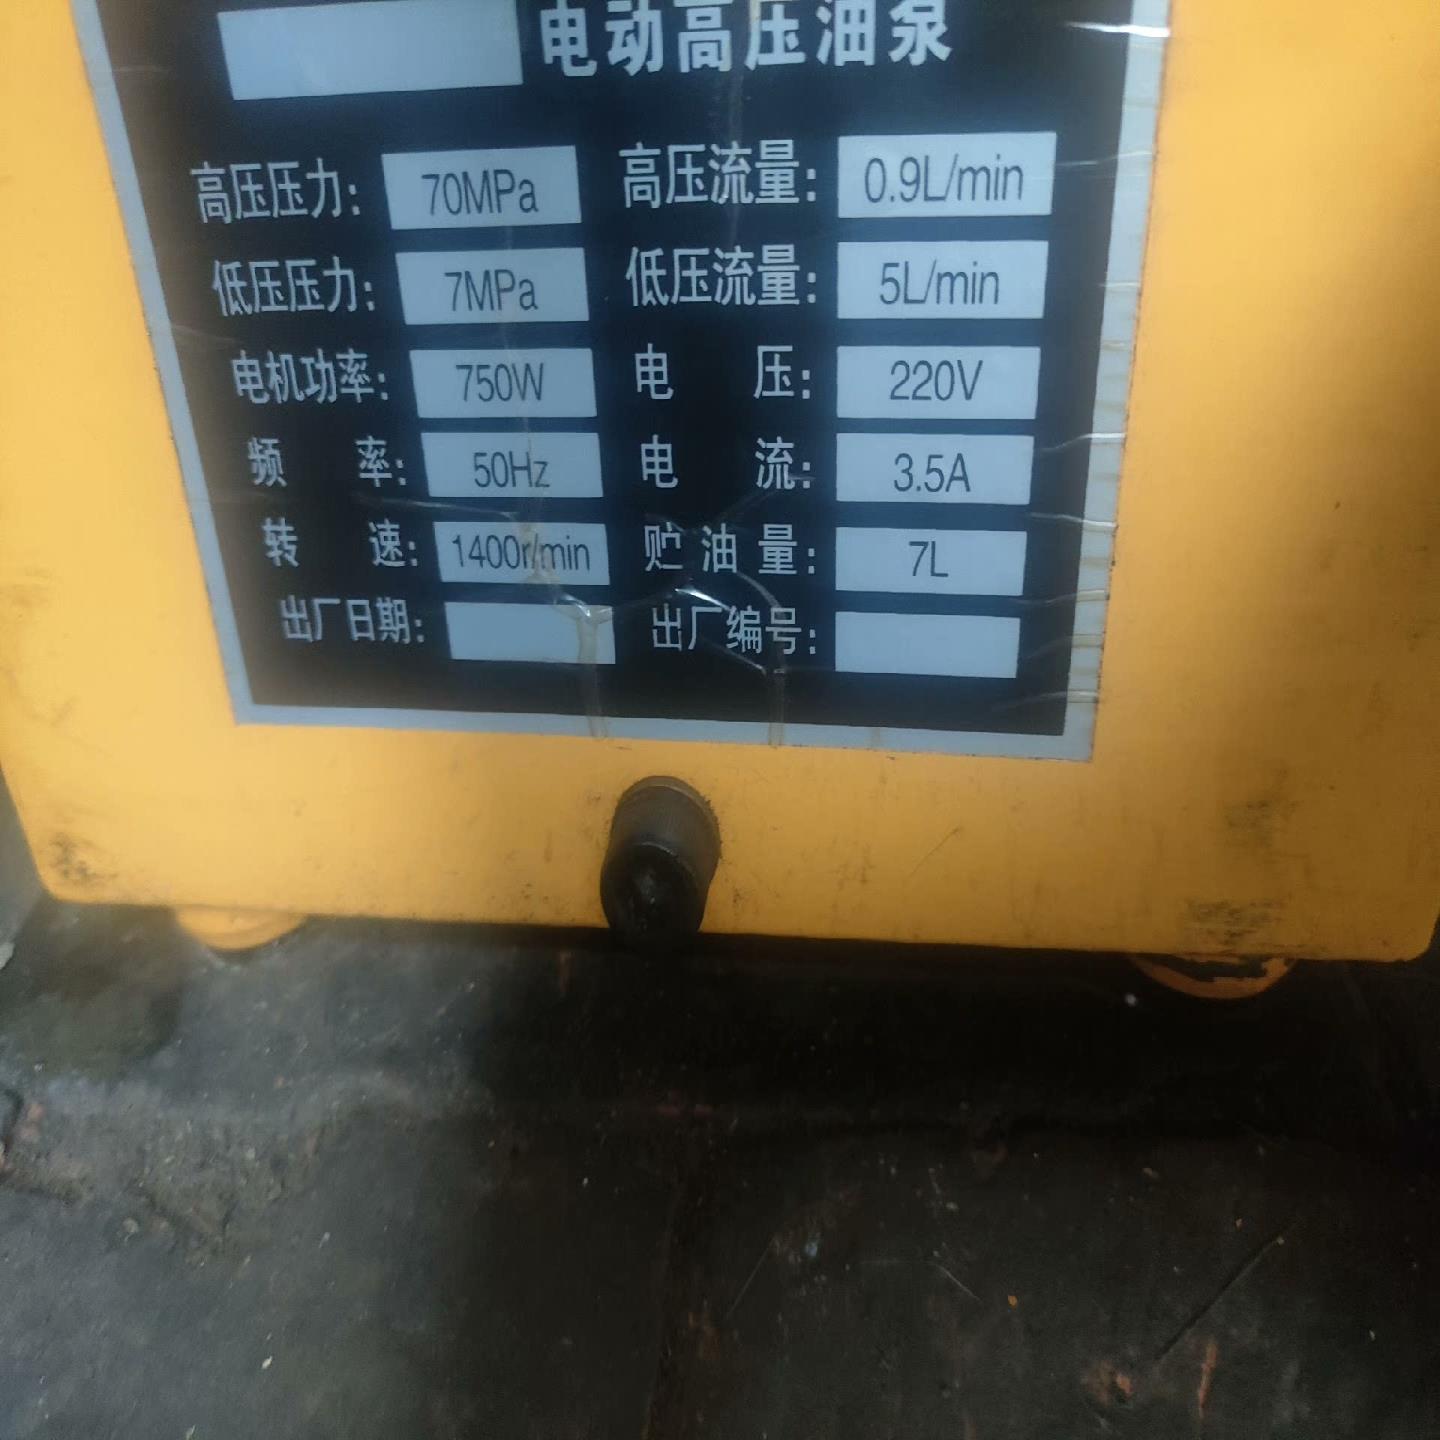 电动高压油泵
高压压力: 70MPa 高压流量: 0.9L/min
低压压力: 7MPa 低压流量: 5L/min
电机功率: 750W 电压: 220V
频率: 50Hz 电流: 3.5A
转速: 1400r/min 贮油量: 7L
出厂日期: 出厂编号: